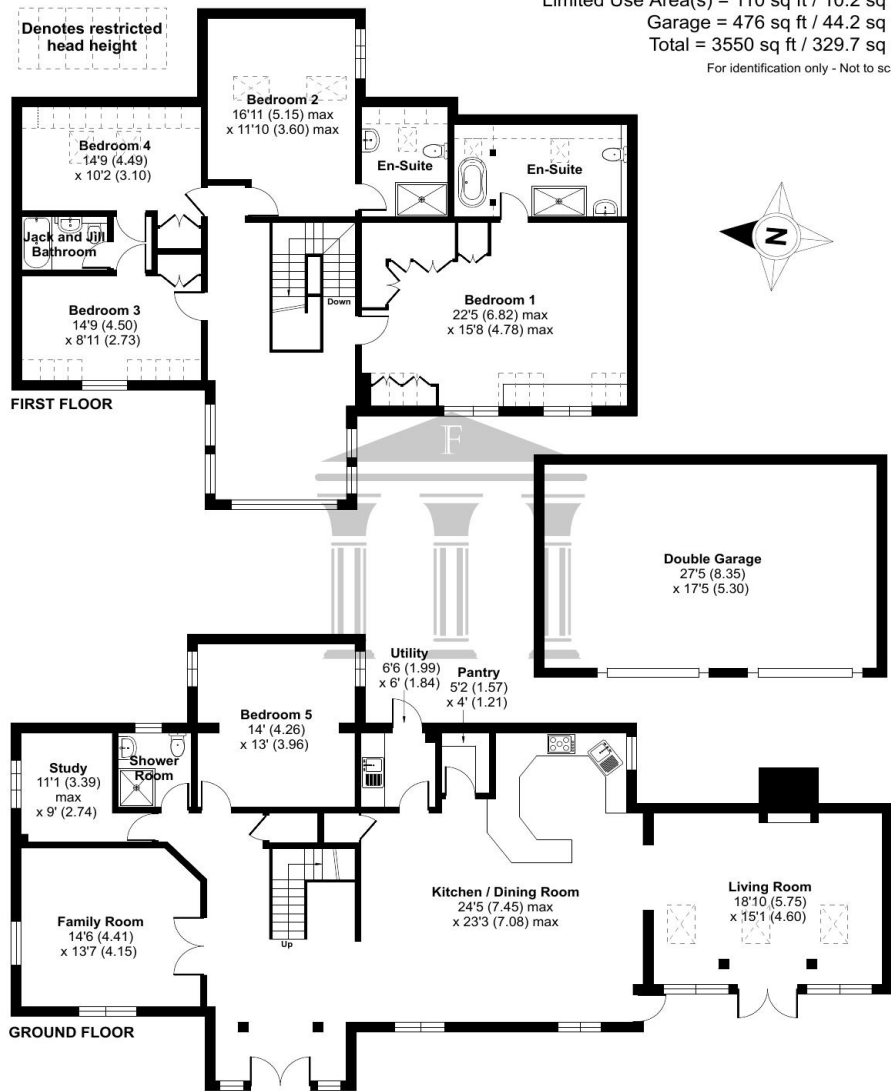 Limited Use Area(s) = 110 sq ft / 10.2 sq
Garage = 476 sq ft / 44.2 sq
Total = 3550 sq ft / 329.7 sq
For identification only - Not to sc
Denotes restricted
head height
Bedroom 2
16'11 (5.15) max
x 11'10 (3.60) max
Bedroom 4
14'9 (4.49)
x 10'2 (3.10)
En-Suite
En-Suite
Jack and Jill
Bathroom
Down
Bedroom 3
14'9 (4.50)
x 8'11 (2.73)
Bedroom 1
22'5 (6.82) max
x 15'8 (4.78) max
N
FIRST FLOOR
F
Double Garage
27'5 (8.35)
x 17'5 (5.30)
Utility
6'6 (1.99)
x 6' (1.84)
Pantry
5'2 (1.57)
x 4' (1.21)
Bedroom 5
14' (4.26)
x 13' (3.96)
Study
11'1 (3.39)
max
x 9' (2.74)
Shower
Room
Kitchen / Dining Room
24'5 (7.45) max
x 23'3 (7.08) max
Living Room
18'10 (5.75)
x 15'1 (4.60)
Family Room
14'6 (4.41)
x 13'7 (4.15)
Up
GROUND FLOOR